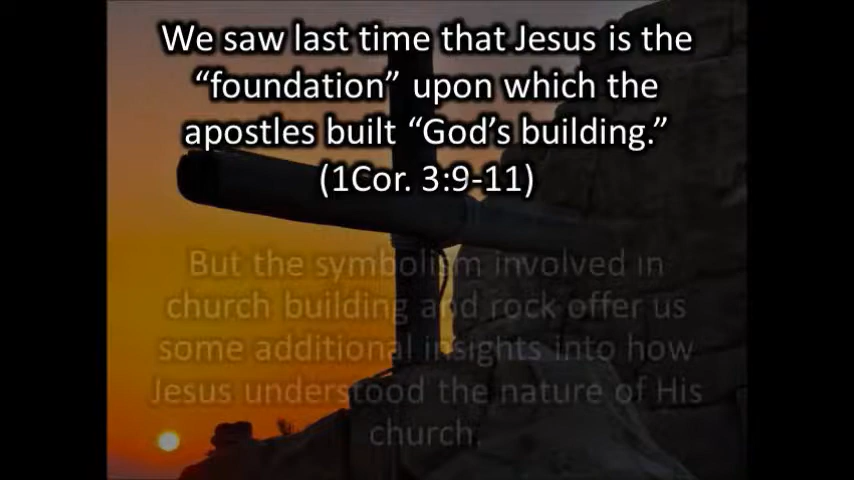 We saw last time that Jesus is the
“foundation” upon which the
apostles built “God’s building.”
(1Cor. 3:9-11)
But the symbolism involved in
church building and rock offer us
some additional insights into how
Jesus understood the nature of His
church.